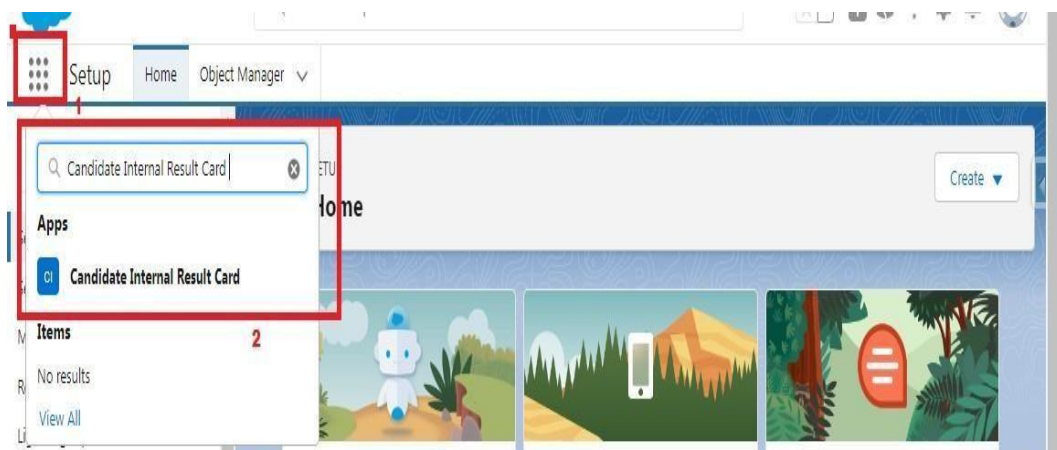 Setup Home Object Manager
1
Candidate Internal Result Card
ETU
Home
Create
Apps
CI Candidate Internal Result Card
Items
2
No results
View All